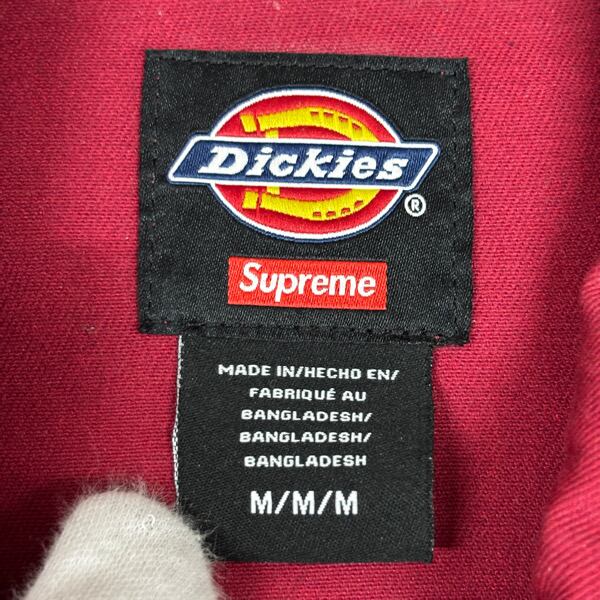 Dickies
®
Supreme
MADE IN/HECHO EN/
FABRIQUÉ AU
BANGLADESH/
BANGLADESH/
BANGLADESH
M/M/M